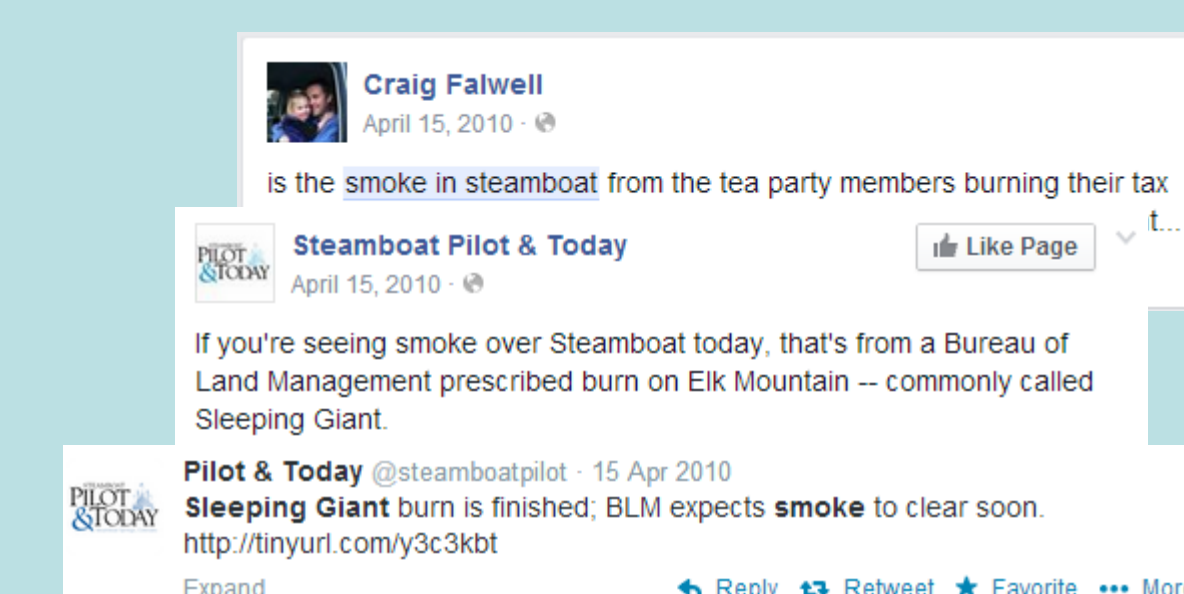 Craig Falwell
April 15, 2010 ·
is the smoke in steamboat from the tea party members burning their tax
t...
PILOT
&TODAY
Steamboat Pilot & Today
Like Page
April 15, 2010 ·
If you're seeing smoke over Steamboat today, that's from a Bureau of
Land Management prescribed burn on Elk Mountain -- commonly called
Sleeping Giant.
PILOT
&TODAY
Pilot & Today @steamboatpilot · 15 Apr 2010
Sleeping Giant burn is finished; BLM expects smoke to clear soon.
http://tinyurl.com/y3c3kbt
Expand Reply Retweet Favorite ••• More